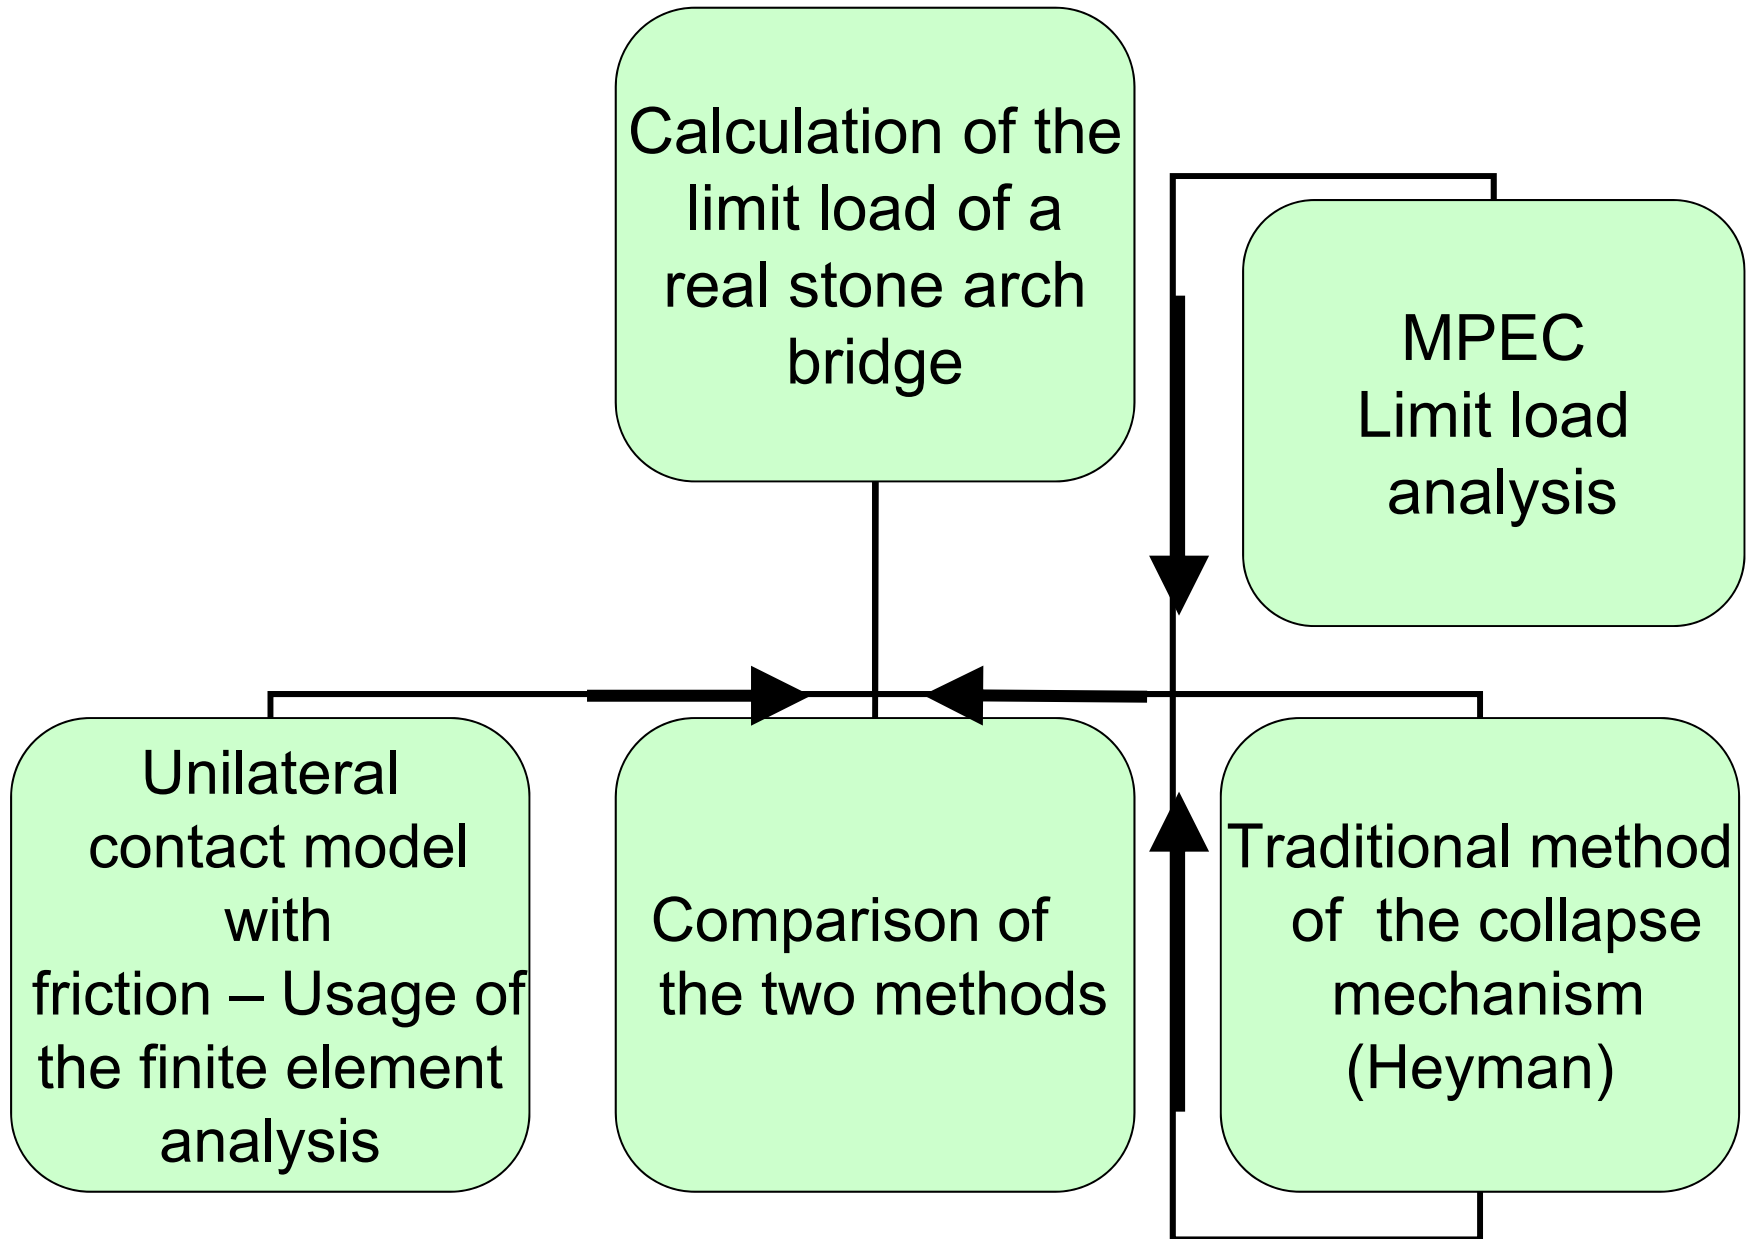 Calculation of the
limit load of a
real stone arch
bridge
MPEC
Limit load
analysis
Unilateral
contact model
with
friction – Usage of
the finite element
analysis
Comparison of
the two methods
Traditional method
of the collapse
mechanism
(Heyman)